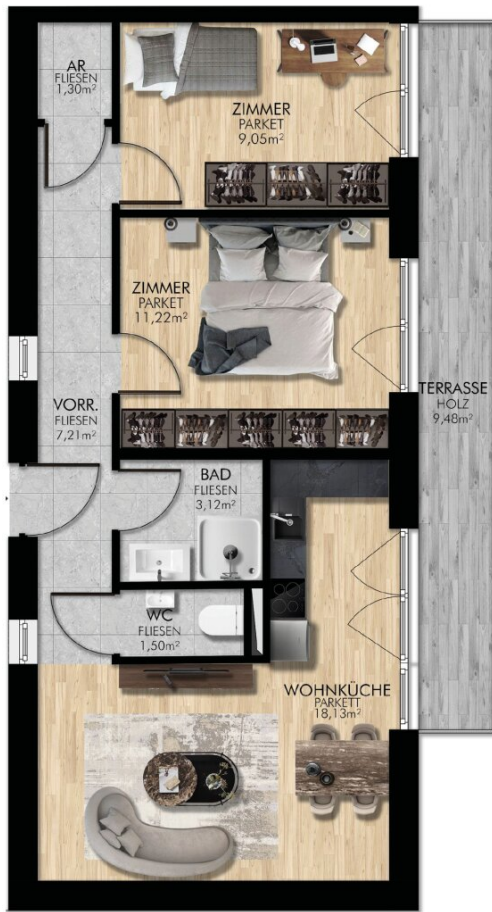 AR
FLIESEN
1,30m²
ZIMMER
PARKET
9,05m²
ZIMMER
PARKET
11,22m²
TERRASSE
HOLZ
9,48m²
VORR.
FLIESEN
7,21m²
BAD
FLIESEN
3,12m²
WC
FLIESEN
1,50m²
WOHNKÜCHE
PARKETT
18,13m²